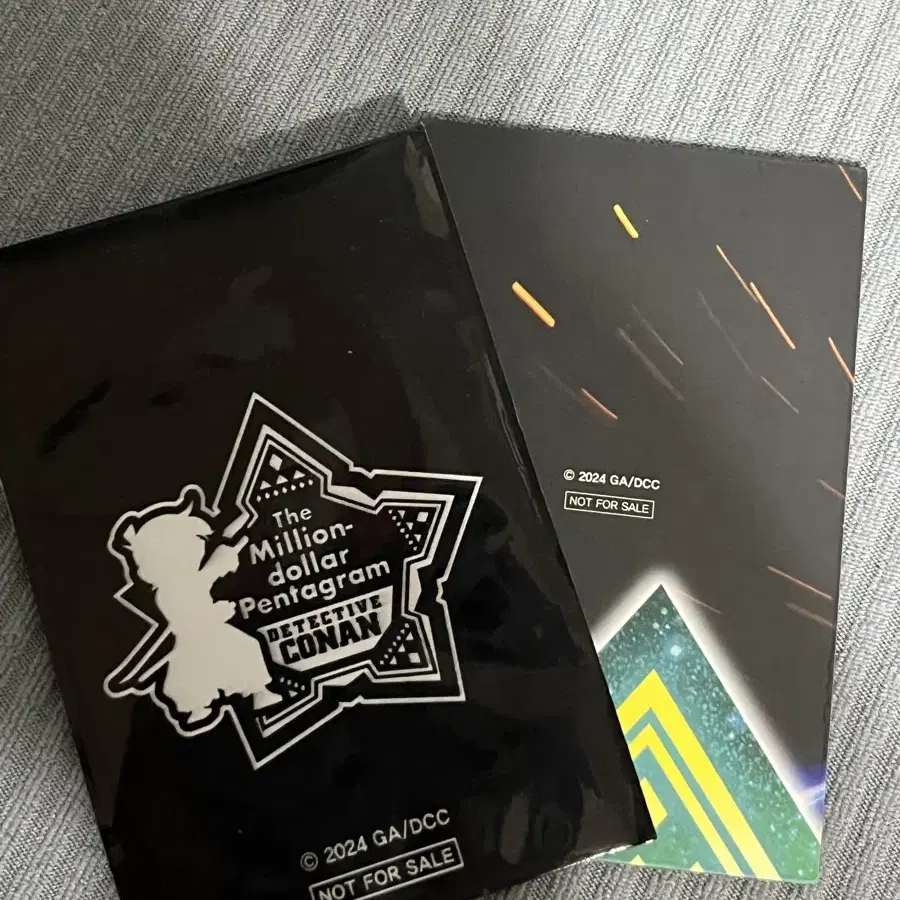 The
Million-
dollar
Pentagram
DETECTIVE
CONAN
© 2024 GA/DCC
NOT FOR SALE
© 2024 GA/DCC
NOT FOR SALE